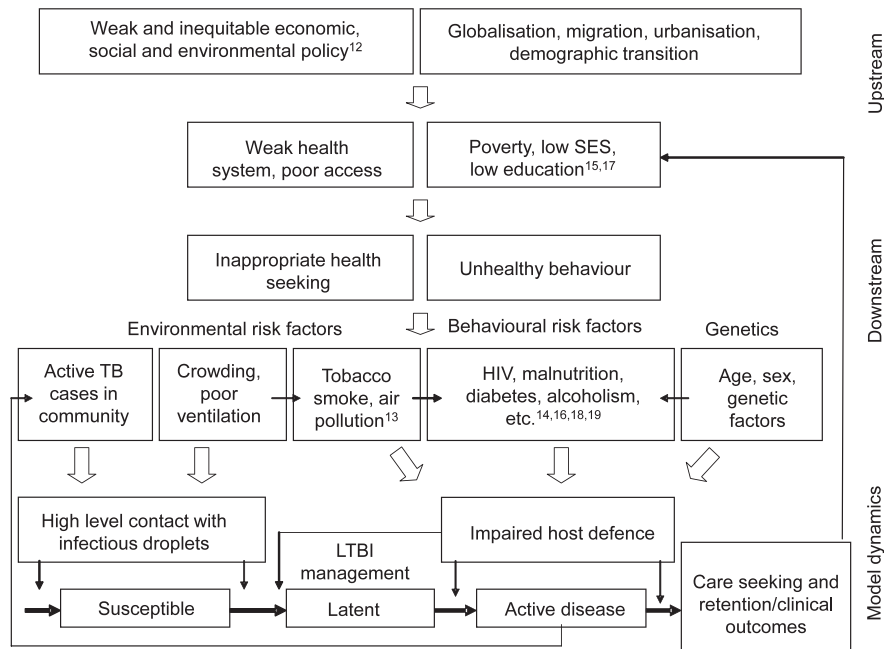 Weak and inequitable economic,
social and environmental policy12
Globalisation, migration, urbanisation,
demographic transition
Upstream
Weak health
system, poor access
Poverty, low SES,
low education15,17
Inappropriate health
seeking
Unhealthy behaviour
Downstream
Environmental risk factors
Behavioural risk factors
Genetics
Active TB
cases in
community
Crowding,
poor
ventilation
Tobacco
smoke, air
pollution13
HIV, malnutrition,
diabetes, alcoholism,
etc.14,16,18,19
Age, sex,
genetic
factors
High level contact with
infectious droplets
LTBI
management
Impaired host defence
Susceptible
Latent
Active disease
Care seeking and
retention/clinical
outcomes
Model dynamics